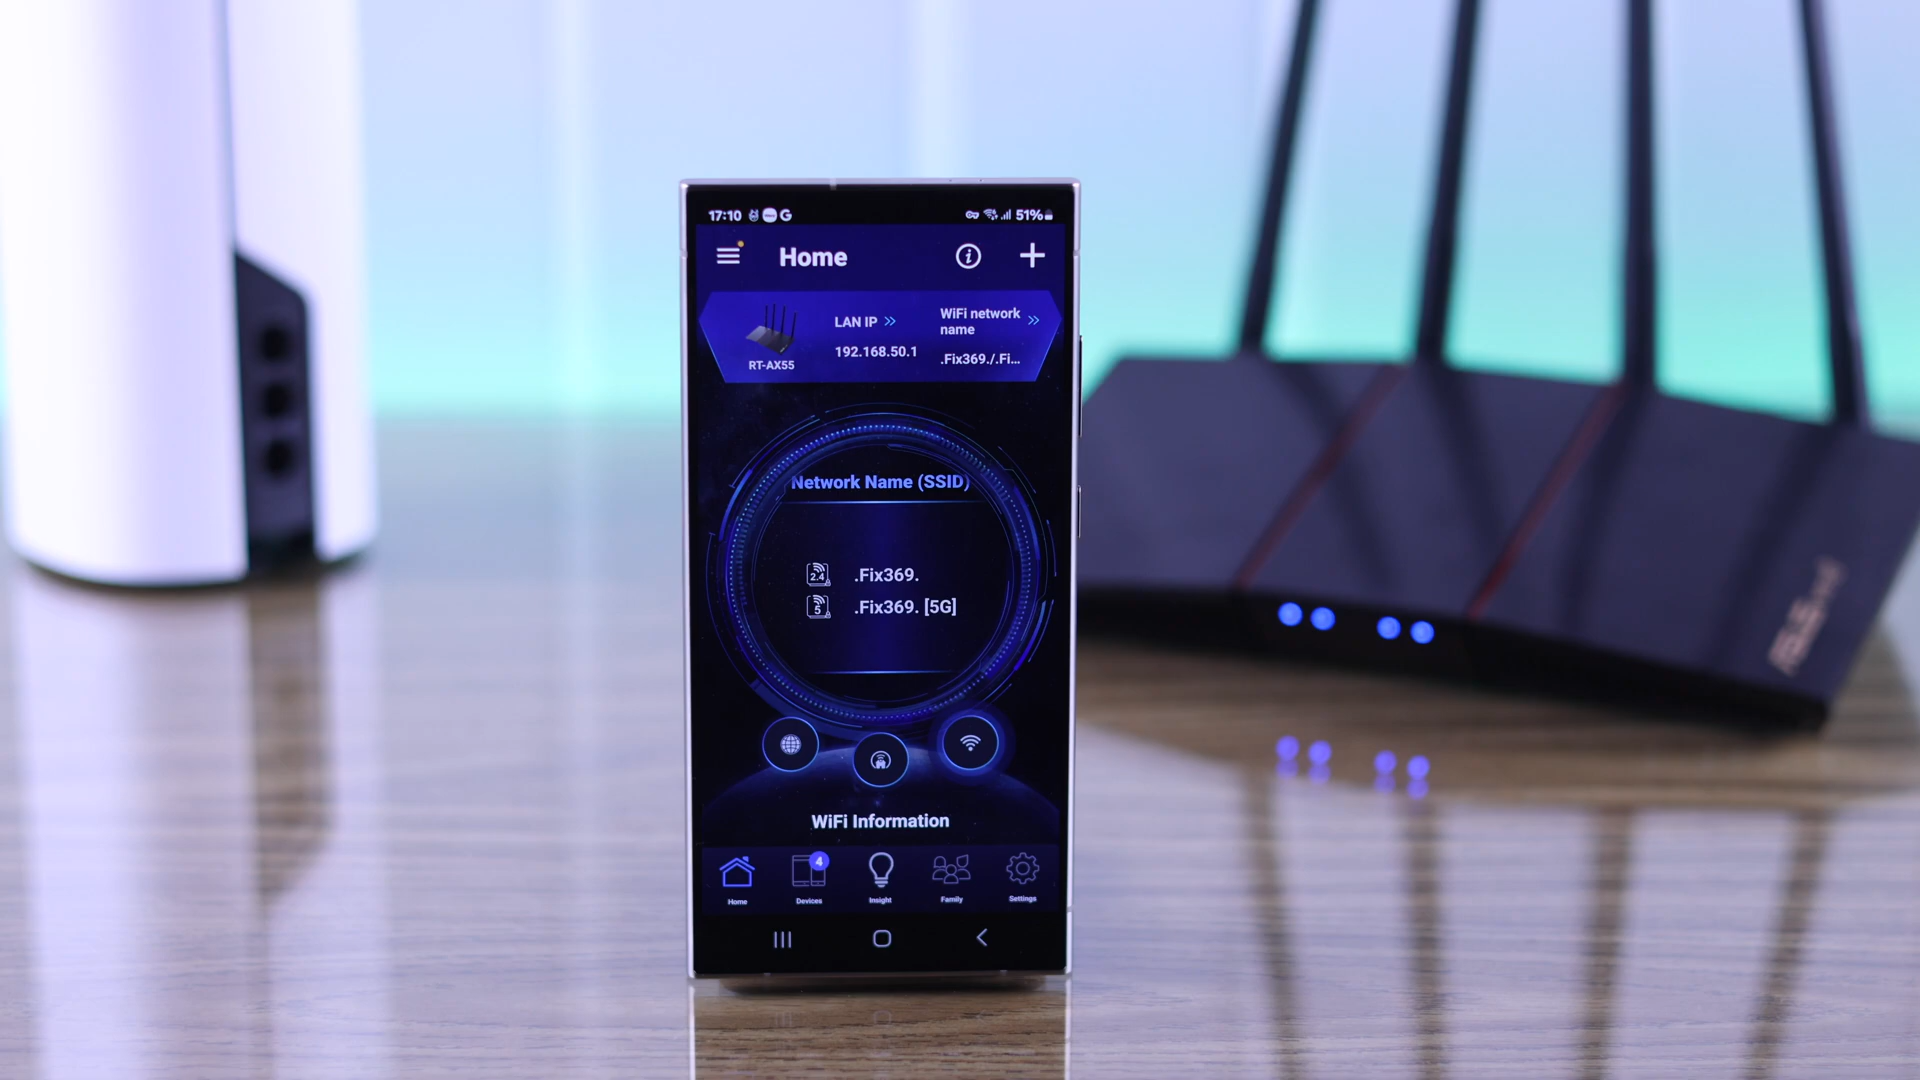 17:10
G
51%
Home
LAN IP
WiFi network
name
192.168.50.1
.Fix369./.Fi...
RT-AX55
Network Name (SSID)
2.4
.Fix369.
5
.Fix369. [5G]
WiFi Information
4
Home
Devices
Insight
Family
Settings
ASUS